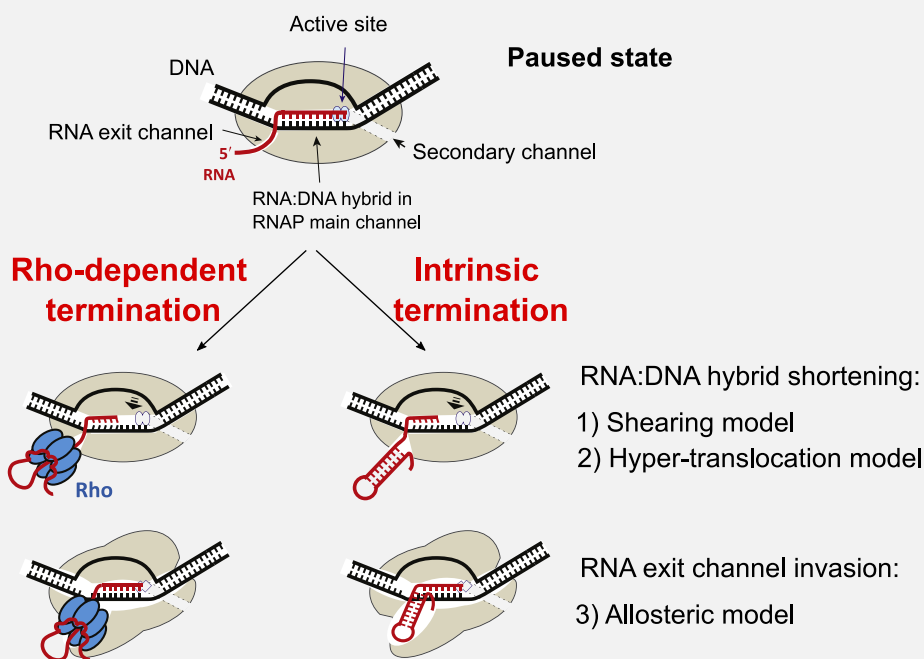 Active site
Paused state
DNA
RNA exit channel
Secondary channel
5′
RNA
RNA:DNA hybrid in
RNAP main channel
Rho-dependent
termination
Intrinsic
termination
RNA:DNA hybrid shortening:
1) Shearing model
2) Hyper-translocation model
Rho
RNA exit channel invasion:
3) Allosteric model